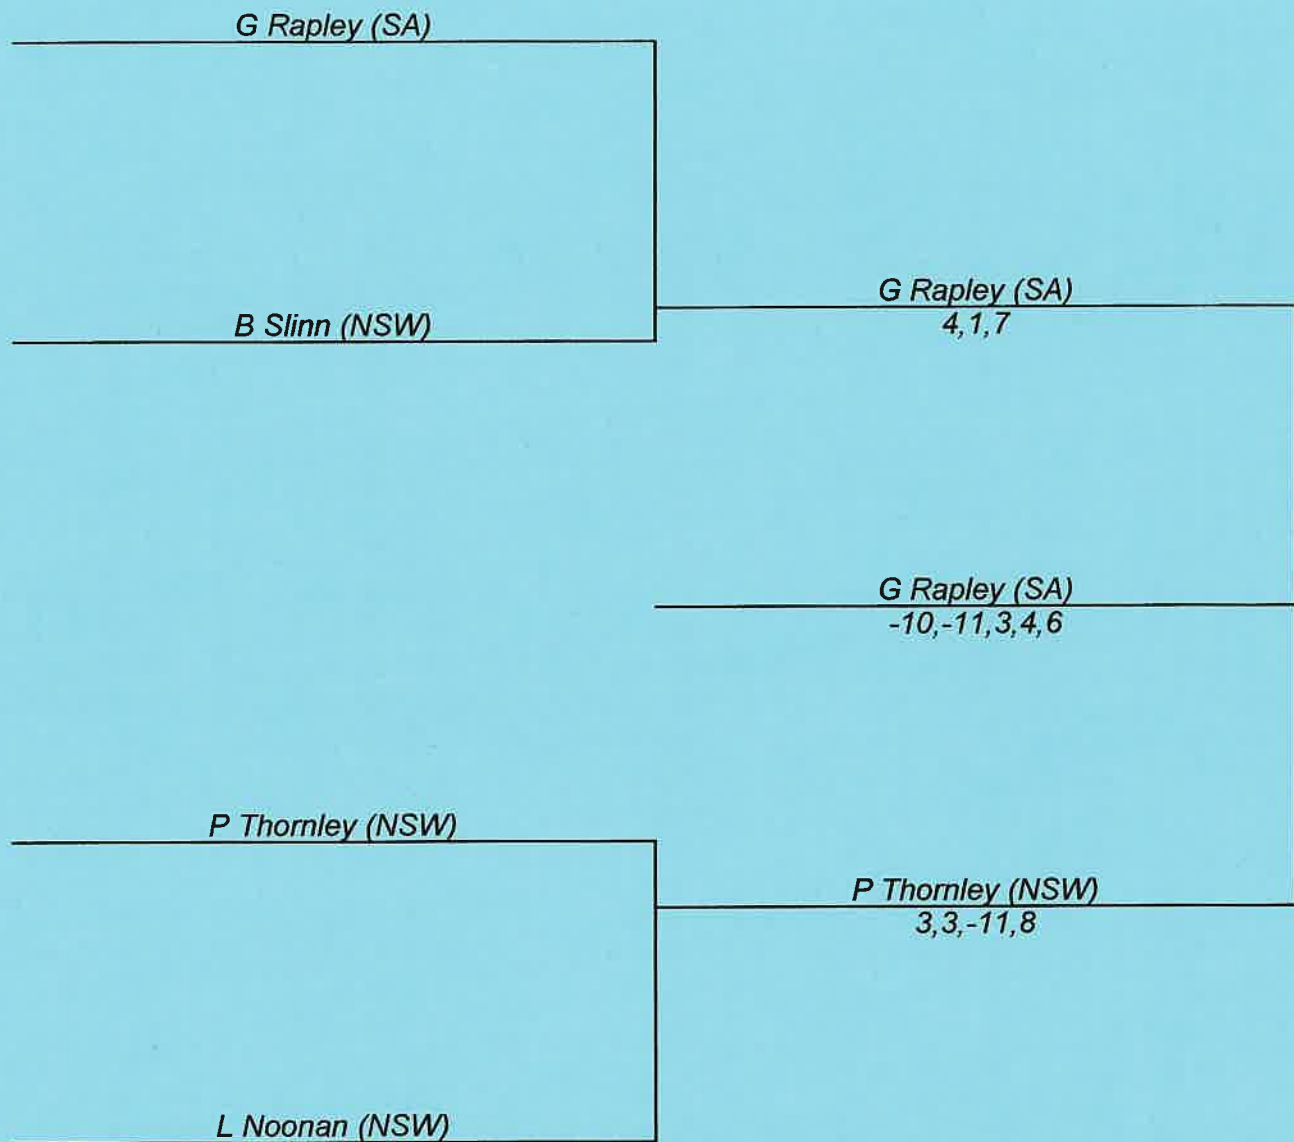 G Rapley (SA)
B Slinn (NSW)
G Rapley (SA)
4,1,7
G Rapley (SA)
-10,-11,3,4,6
P Thornley (NSW)
P Thornley (NSW)
3,3,-11,8
L Noonan (NSW)